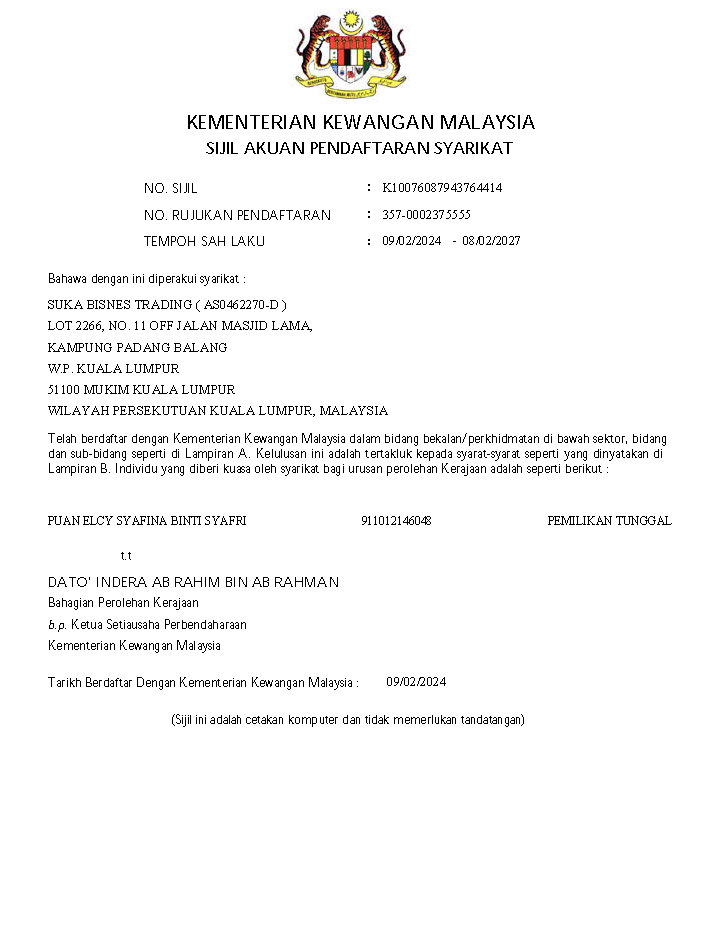 KEMENTERIAN KEWANGAN MALAYSIA
SIJIL AKUAN PENDAFTARAN SYARIKAT
NO. SIJIL : K10076087943764414
NO. RUJUKAN PENDAFTARAN : 357-0002375555
TEMPOH SAH LAKU : 09/02/2024 - 08/02/2027
Bahawa dengan ini diperakui syarikat :
SUKA BISNES TRADING ( AS0462270-D )
LOT 2266, NO. 11 OFF JALAN MASJID LAMA,
KAMPUNG PADANG BALANG
W.P. KUALA LUMPUR
51100 MUKIM KUALA LUMPUR
WILAYAH PERSEKUTUAN KUALA LUMPUR, MALAYSIA
Telah berdaftar dengan Kementerian Kewangan Malaysia dalam bidang bekalan/perkhidmatan di bawah sektor, bidang
dan sub-bidang seperti di Lampiran A. Kelulusan ini adalah tertakluk kepada syarat-syarat seperti yang dinyatakan di
Lampiran B. Individu yang diberi kuasa oleh syarikat bagi urusan perolehan Kerajaan adalah seperti berikut :
PUAN ELCY SYAFINA BINTI SYAFRI 911012146048 PEMILIKAN TUNGGAL
t.t
DATO' INDERA AB RAHIM BIN AB RAHMAN
Bahagian Perolehan Kerajaan
b.p. Ketua Setiausaha Perbendaharaan
Kementerian Kewangan Malaysia
Tarikh Berdaftar Dengan Kementerian Kewangan Malaysia : 09/02/2024
(Sijil ini adalah cetakan komputer dan tidak memerlukan tandatangan)